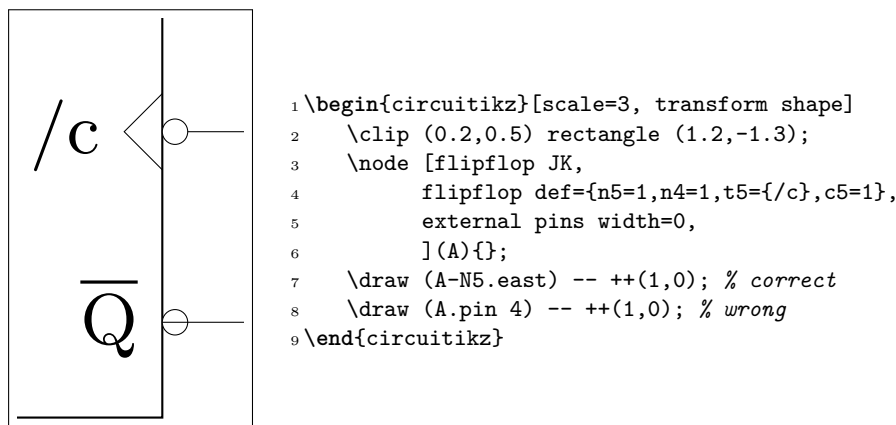 /c
Q
1 \begin{circuitikz}[scale=3, transform shape]
2     \clip (0.2,0.5) rectangle (1.2,-1.3);
3     \node [flipflop JK,
4           flipflop def={n5=1,n4=1,t5={/c},c5=1},
5           external pins width=0,
6           ](A){};
7     \draw (A-N5.east) -- ++(1,0); % correct
8     \draw (A.pin 4) -- ++(1,0); % wrong
9 \end{circuitikz}